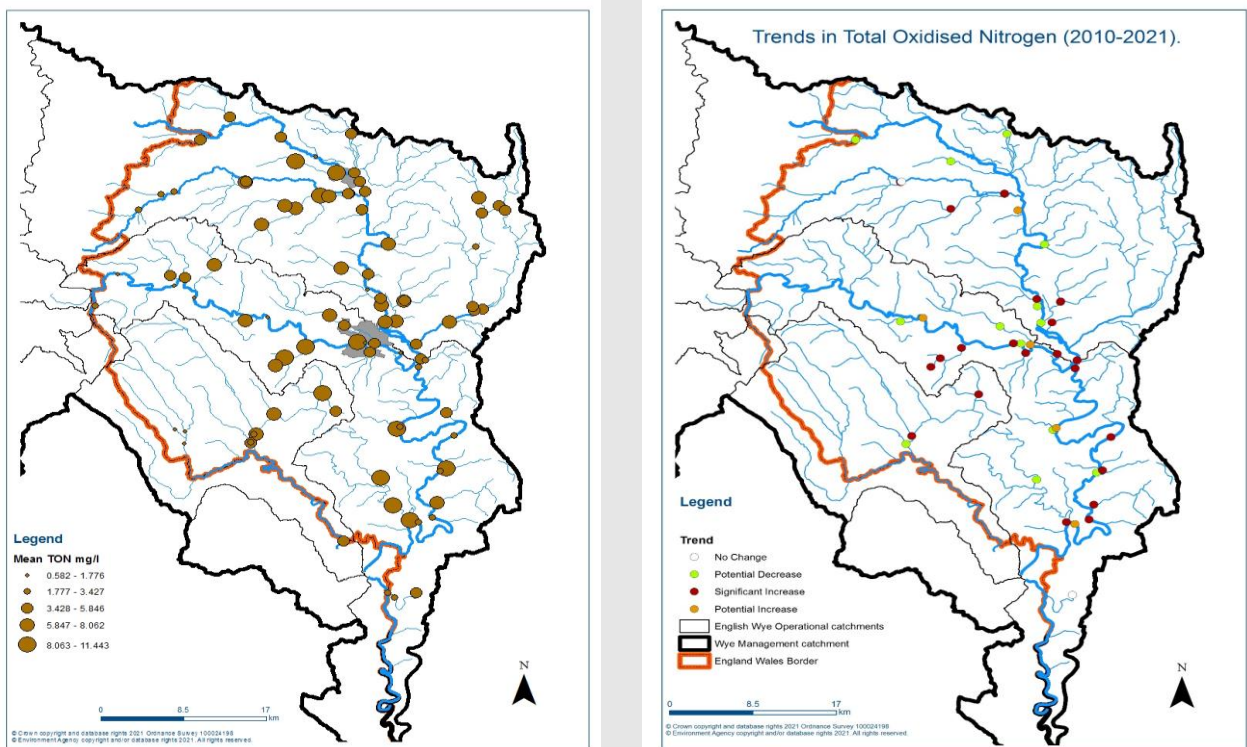 Legend
Mean TON mg/l
0.582 - 1.776
1.777 - 3.427
3.428 - 5.846
5.847 - 8.062
8.063 - 11.443
N
0 8.5 17
km
© Crown copyright and database rights 2021 Ordnance Survey 100024198
© Environment Agency copyright and/or database rights 2021. All rights reserved.
Trends in Total Oxidised Nitrogen (2010-2021).
Legend
Trend
No Change
Potential Decrease
Significant Increase
Potential Increase
English Wye Operational catchments
Wye Management catchment
England Wales Border
N
0 8.5 17
km
© Crown copyright and database rights 2021 Ordnance Survey 100024198
© Environment Agency copyright and/or database rights 2021. All rights reserved.